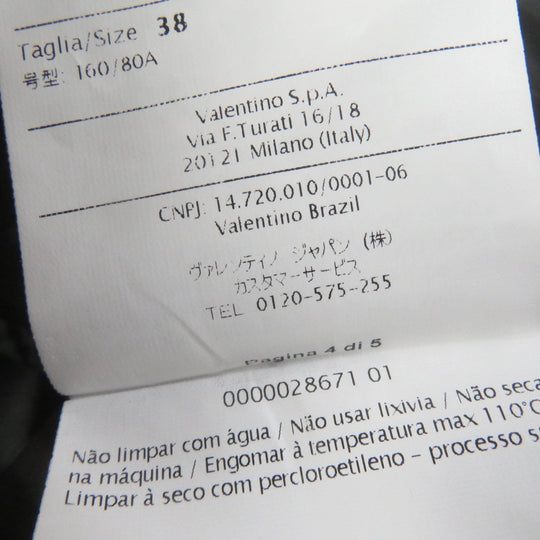 Taglia/Size 38
号型: 160/80A
Valentino S.p.A.
Via F.Turati 16/18
20121 Milano (Italy)
CNPJ: 14.720.010/0001-06
Valentino Brazil
ヴァレンティノ ジャパン (株)
カスタマーサービス
TEL 0120-575-255
Pagina 4 di 5
0000028671 01
Não limpar com água / Não usar lixivia / Não seca
na máquina / Engomar à temperatura max 110°C
Limpar à seco com percloroetileno - processo s